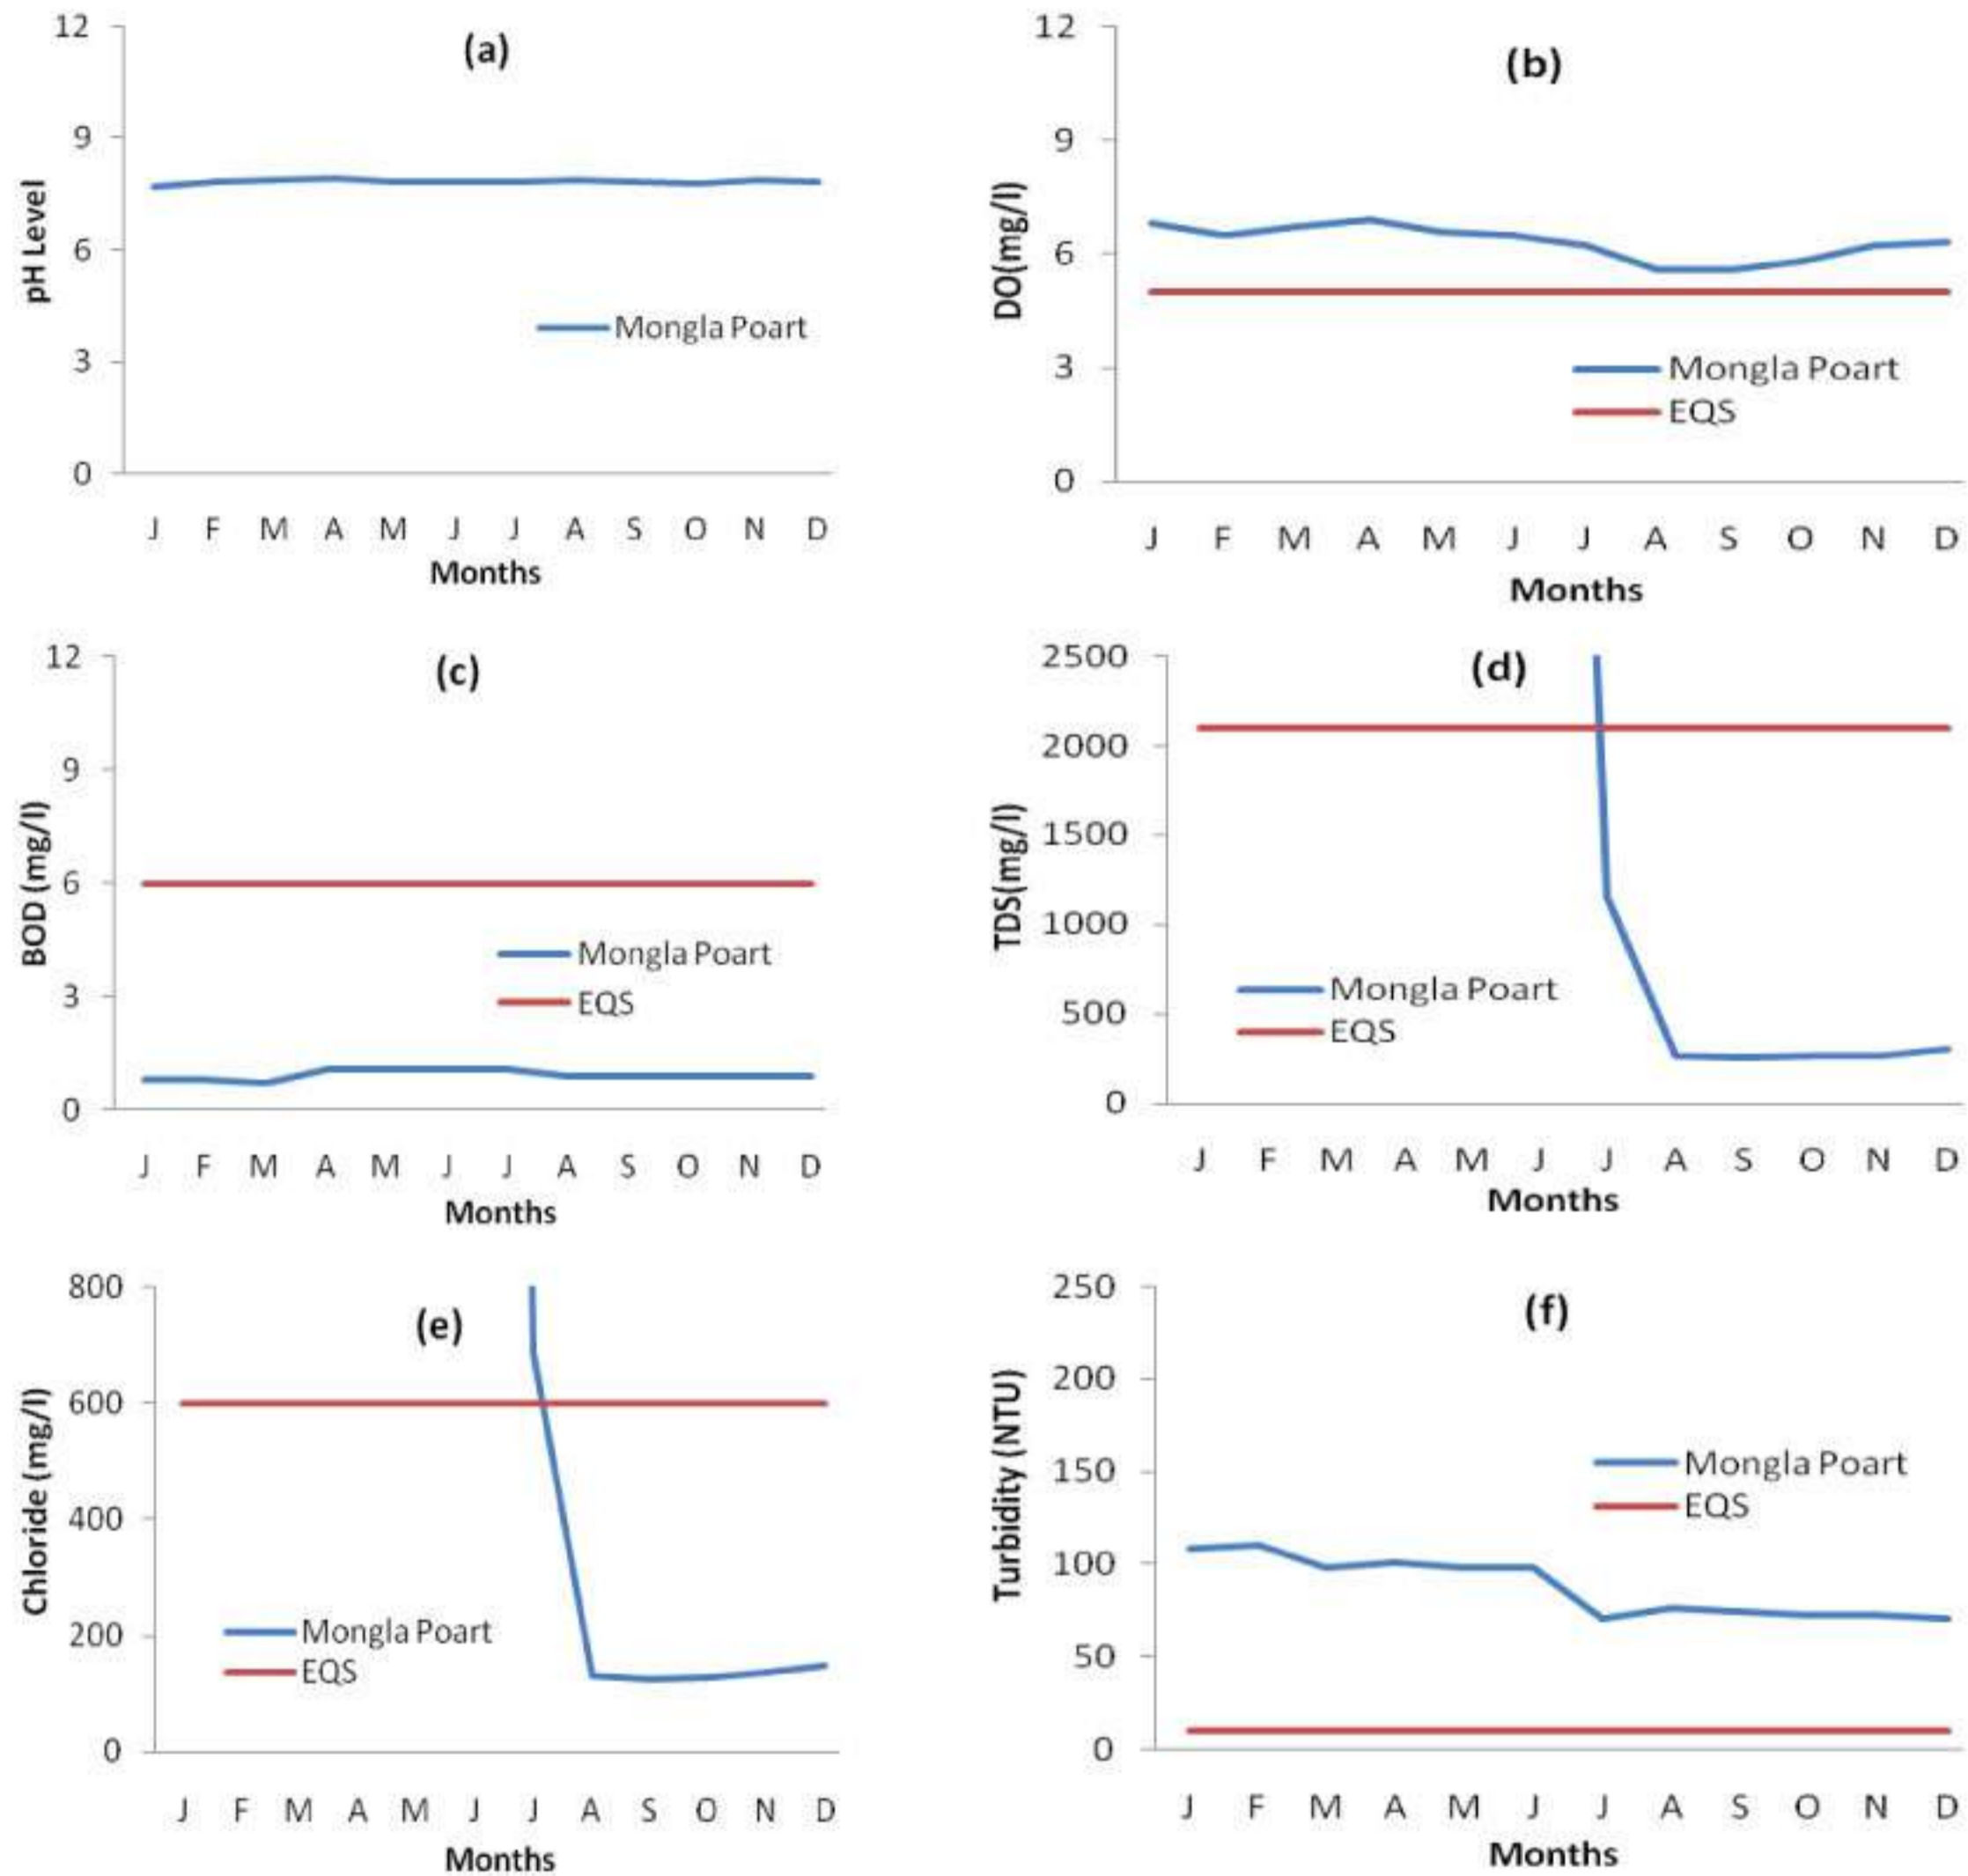 (a)
12
9
6
3
0
pH Level
Mongla Poart
J F M A M J J A S O N D
Months
(b)
12
9
6
3
0
DO(mg/l)
Mongla Poart
EQS
J F M A M J J A S O N D
Months
(c)
12
9
6
3
0
BOD (mg/l)
Mongla Poart
EQS
J F M A M J J A S O N D
Months
(d)
2500
2000
1500
1000
500
0
TDS(mg/l)
Mongla Poart
EQS
J F M A M J J A S O N D
Months
(e)
800
600
400
200
0
Chloride (mg/l)
Mongla Poart
EQS
J F M A M J J A S O N D
Months
(f)
250
200
150
100
50
0
Turbidity (NTU)
Mongla Poart
EQS
J F M A M J J A S O N D
Months